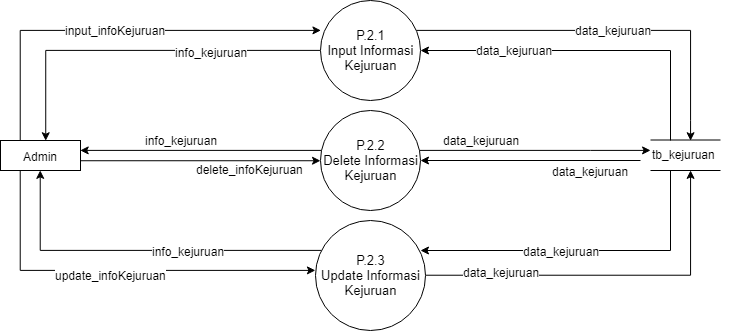 input_infoKejuruan
P.2.1
Input Informasi
Kejuruan
data_kejuruan
info_kejuruan
data_kejuruan
info_kejuruan
P.2.2
Delete Informasi
Kejuruan
data_kejuruan
Admin
tb_kejuruan
delete_infoKejuruan
data_kejuruan
info_kejuruan
P.2.3
Update Informasi
Kejuruan
data_kejuruan
update_infoKejuruan
data_kejuruan